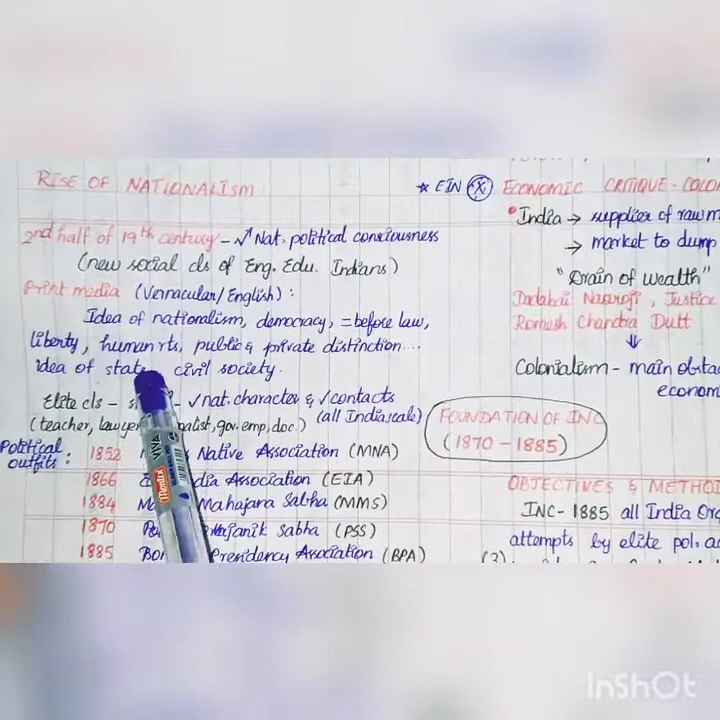 RISE OF NATIONALISM
2nd half of 19th century - ✓ Nat. political consciousness
(new social cls of Eng. Edu. Indians)
Print media (Vernacular/English) :
Idea of nationalism, democracy, = before law,
liberty, human rts, public & private distinction...
idea of state civil society.
Elite cls - ✓ nat. character & ✓ contacts
(teacher, lawyer gov. emp, doc.) (all India scale)
Political outfits :
1852 Native Association (MNA)
1866 Association (EIA)
1884 Mahajara Sabha (MMS)
1870 Sabha (PSS)
1885 Presidency Association (BPA)
★ EIN (X) ECONOMIC CRITIQUE - COLO
• India → supplier of raw m
→ market to dump
"Drain of wealth"
Dadabai Naoroji, Justice
Romesh Chandra Dutt
⇓
Colonialism - main obsta
econom
FOUNDATION OF INC
(1870 - 1885)
OBJECTIVES & METHO
INC - 1885 all India Or
attempts by elite pol. a
(3)
Montex
VIVA
InShOt